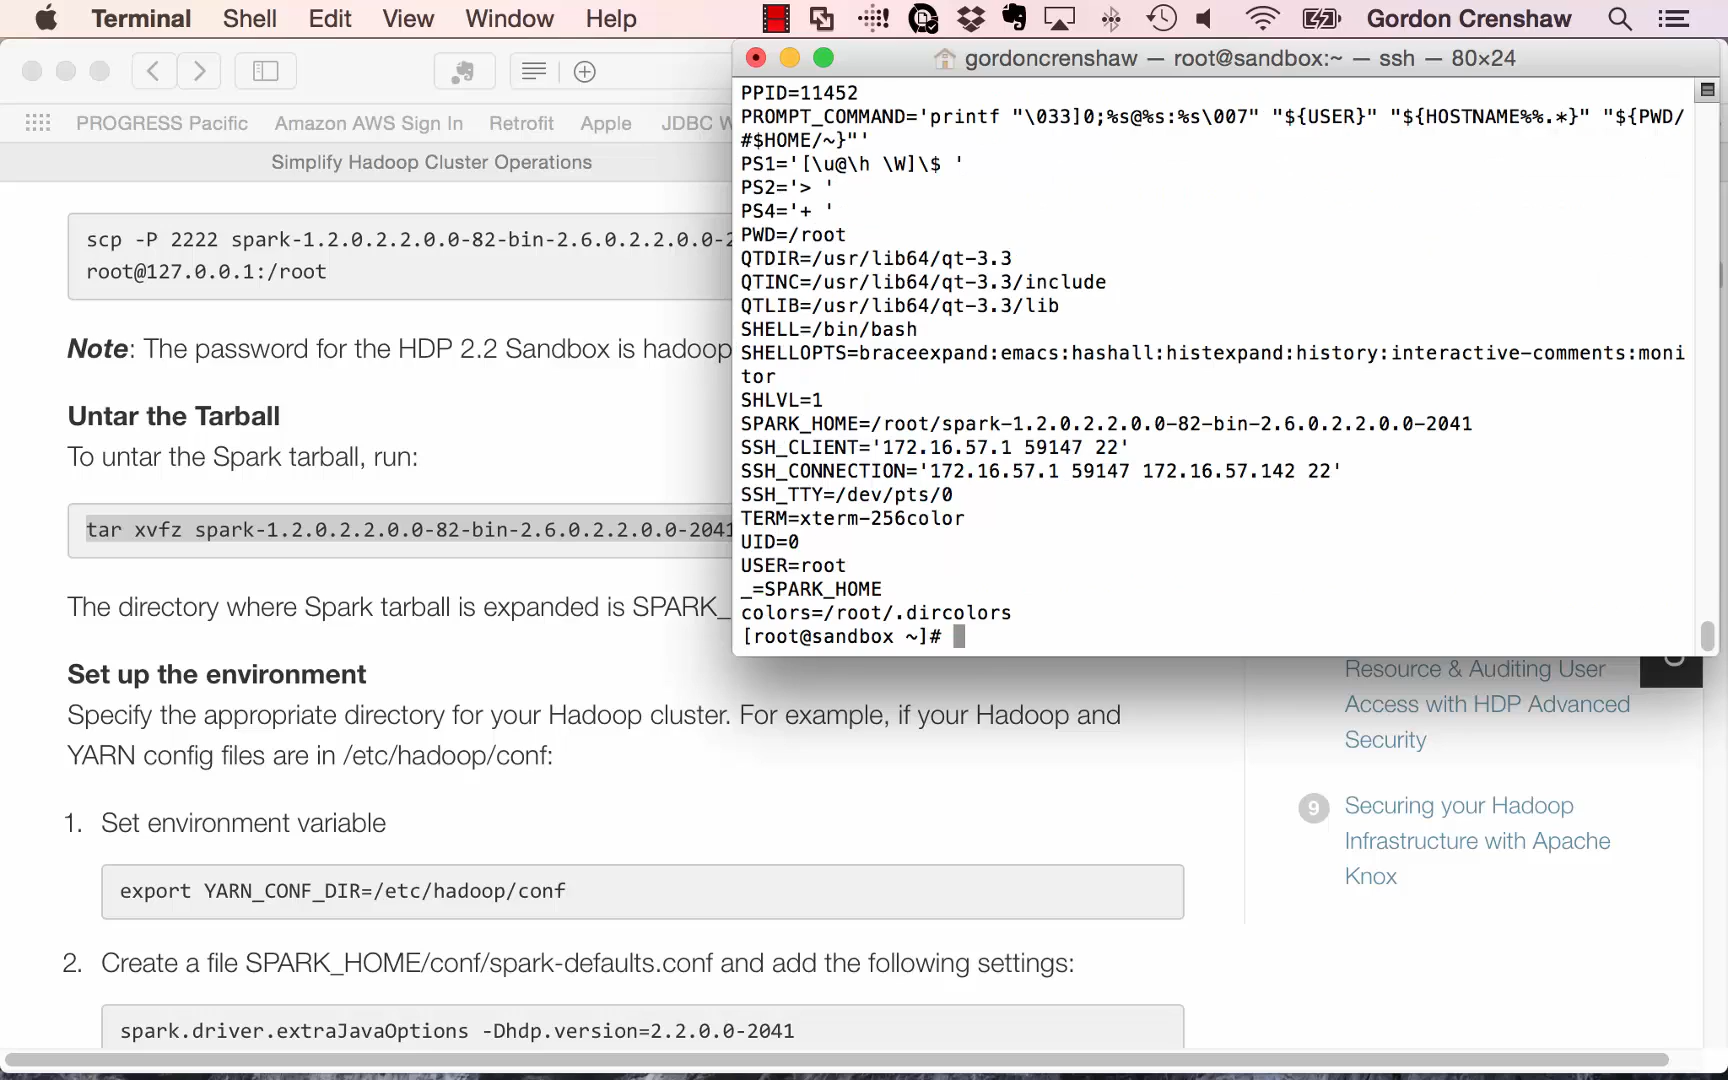 Terminal Shell Edit View Window Help Gordon Crenshaw
gordoncrenshaw — root@sandbox:~ — ssh — 80×24
PROGRESS Pacific Amazon AWS Sign In Retrofit Apple JDBC
Simplify Hadoop Cluster Operations
scp -P 2222 spark-1.2.0.2.2.0.0-82-bin-2.6.0.2.2.0.0-2
root@127.0.0.1:/root
Note: The password for the HDP 2.2 Sandbox is hadoop
Untar the Tarball
To untar the Spark tarball, run:
tar xvfz spark-1.2.0.2.2.0.0-82-bin-2.6.0.2.2.0.0-2041
The directory where Spark tarball is expanded is SPARK_
Set up the environment
Specify the appropriate directory for your Hadoop cluster. For example, if your Hadoop and
YARN config files are in /etc/hadoop/conf:
1. Set environment variable
export YARN_CONF_DIR=/etc/hadoop/conf
2. Create a file SPARK_HOME/conf/spark-defaults.conf and add the following settings:
spark.driver.extraJavaOptions -Dhdp.version=2.2.0.0-2041
PPID=11452
PROMPT_COMMAND='printf "\033]0;%s@%s:%s\007" "${USER}" "${HOSTNAME%%.*}" "${PWD/
#$HOME/~}"'
PS1='[\u@\h \W]\$ '
PS2='> '
PS4='+ '
PWD=/root
QTDIR=/usr/lib64/qt-3.3
QTINC=/usr/lib64/qt-3.3/include
QTLIB=/usr/lib64/qt-3.3/lib
SHELL=/bin/bash
SHELLOPTS=braceexpand:emacs:hashall:histexpand:history:interactive-comments:moni
tor
SHLVL=1
SPARK_HOME=/root/spark-1.2.0.2.2.0.0-82-bin-2.6.0.2.2.0.0-2041
SSH_CLIENT='172.16.57.1 59147 22'
SSH_CONNECTION='172.16.57.1 59147 172.16.57.142 22'
SSH_TTY=/dev/pts/0
TERM=xterm-256color
UID=0
USER=root
_=SPARK_HOME
colors=/root/.dircolors
[root@sandbox ~]#
Resource & Auditing User
Access with HDP Advanced
Security
9 Securing your Hadoop
Infrastructure with Apache
Knox